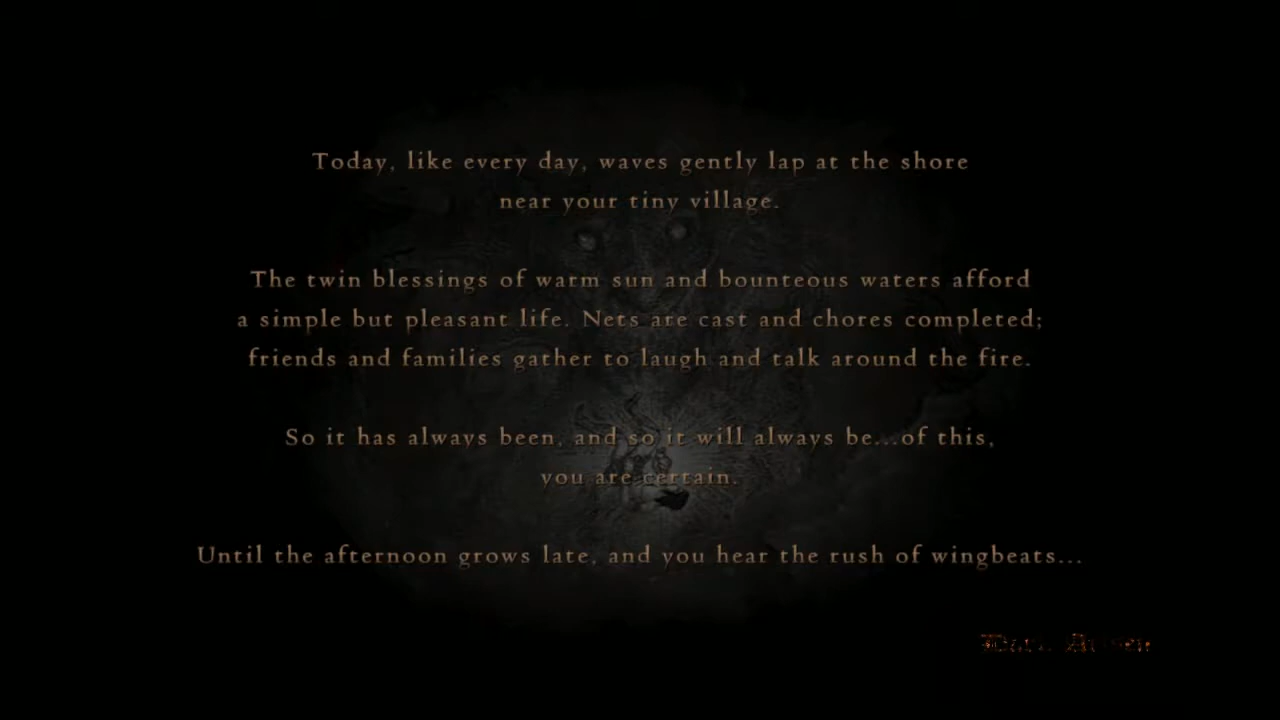 Today, like every day, waves gently lap at the shore
near your tiny village.
The twin blessings of warm sun and bounteous waters afford
a simple but pleasant life. Nets are cast and chores completed;
friends and families gather to laugh and talk around the fire.
So it has always been, and so it will always be...of this,
you are certain.
Until the afternoon grows late, and you hear the rush of wingbeats...
Dark Arisen